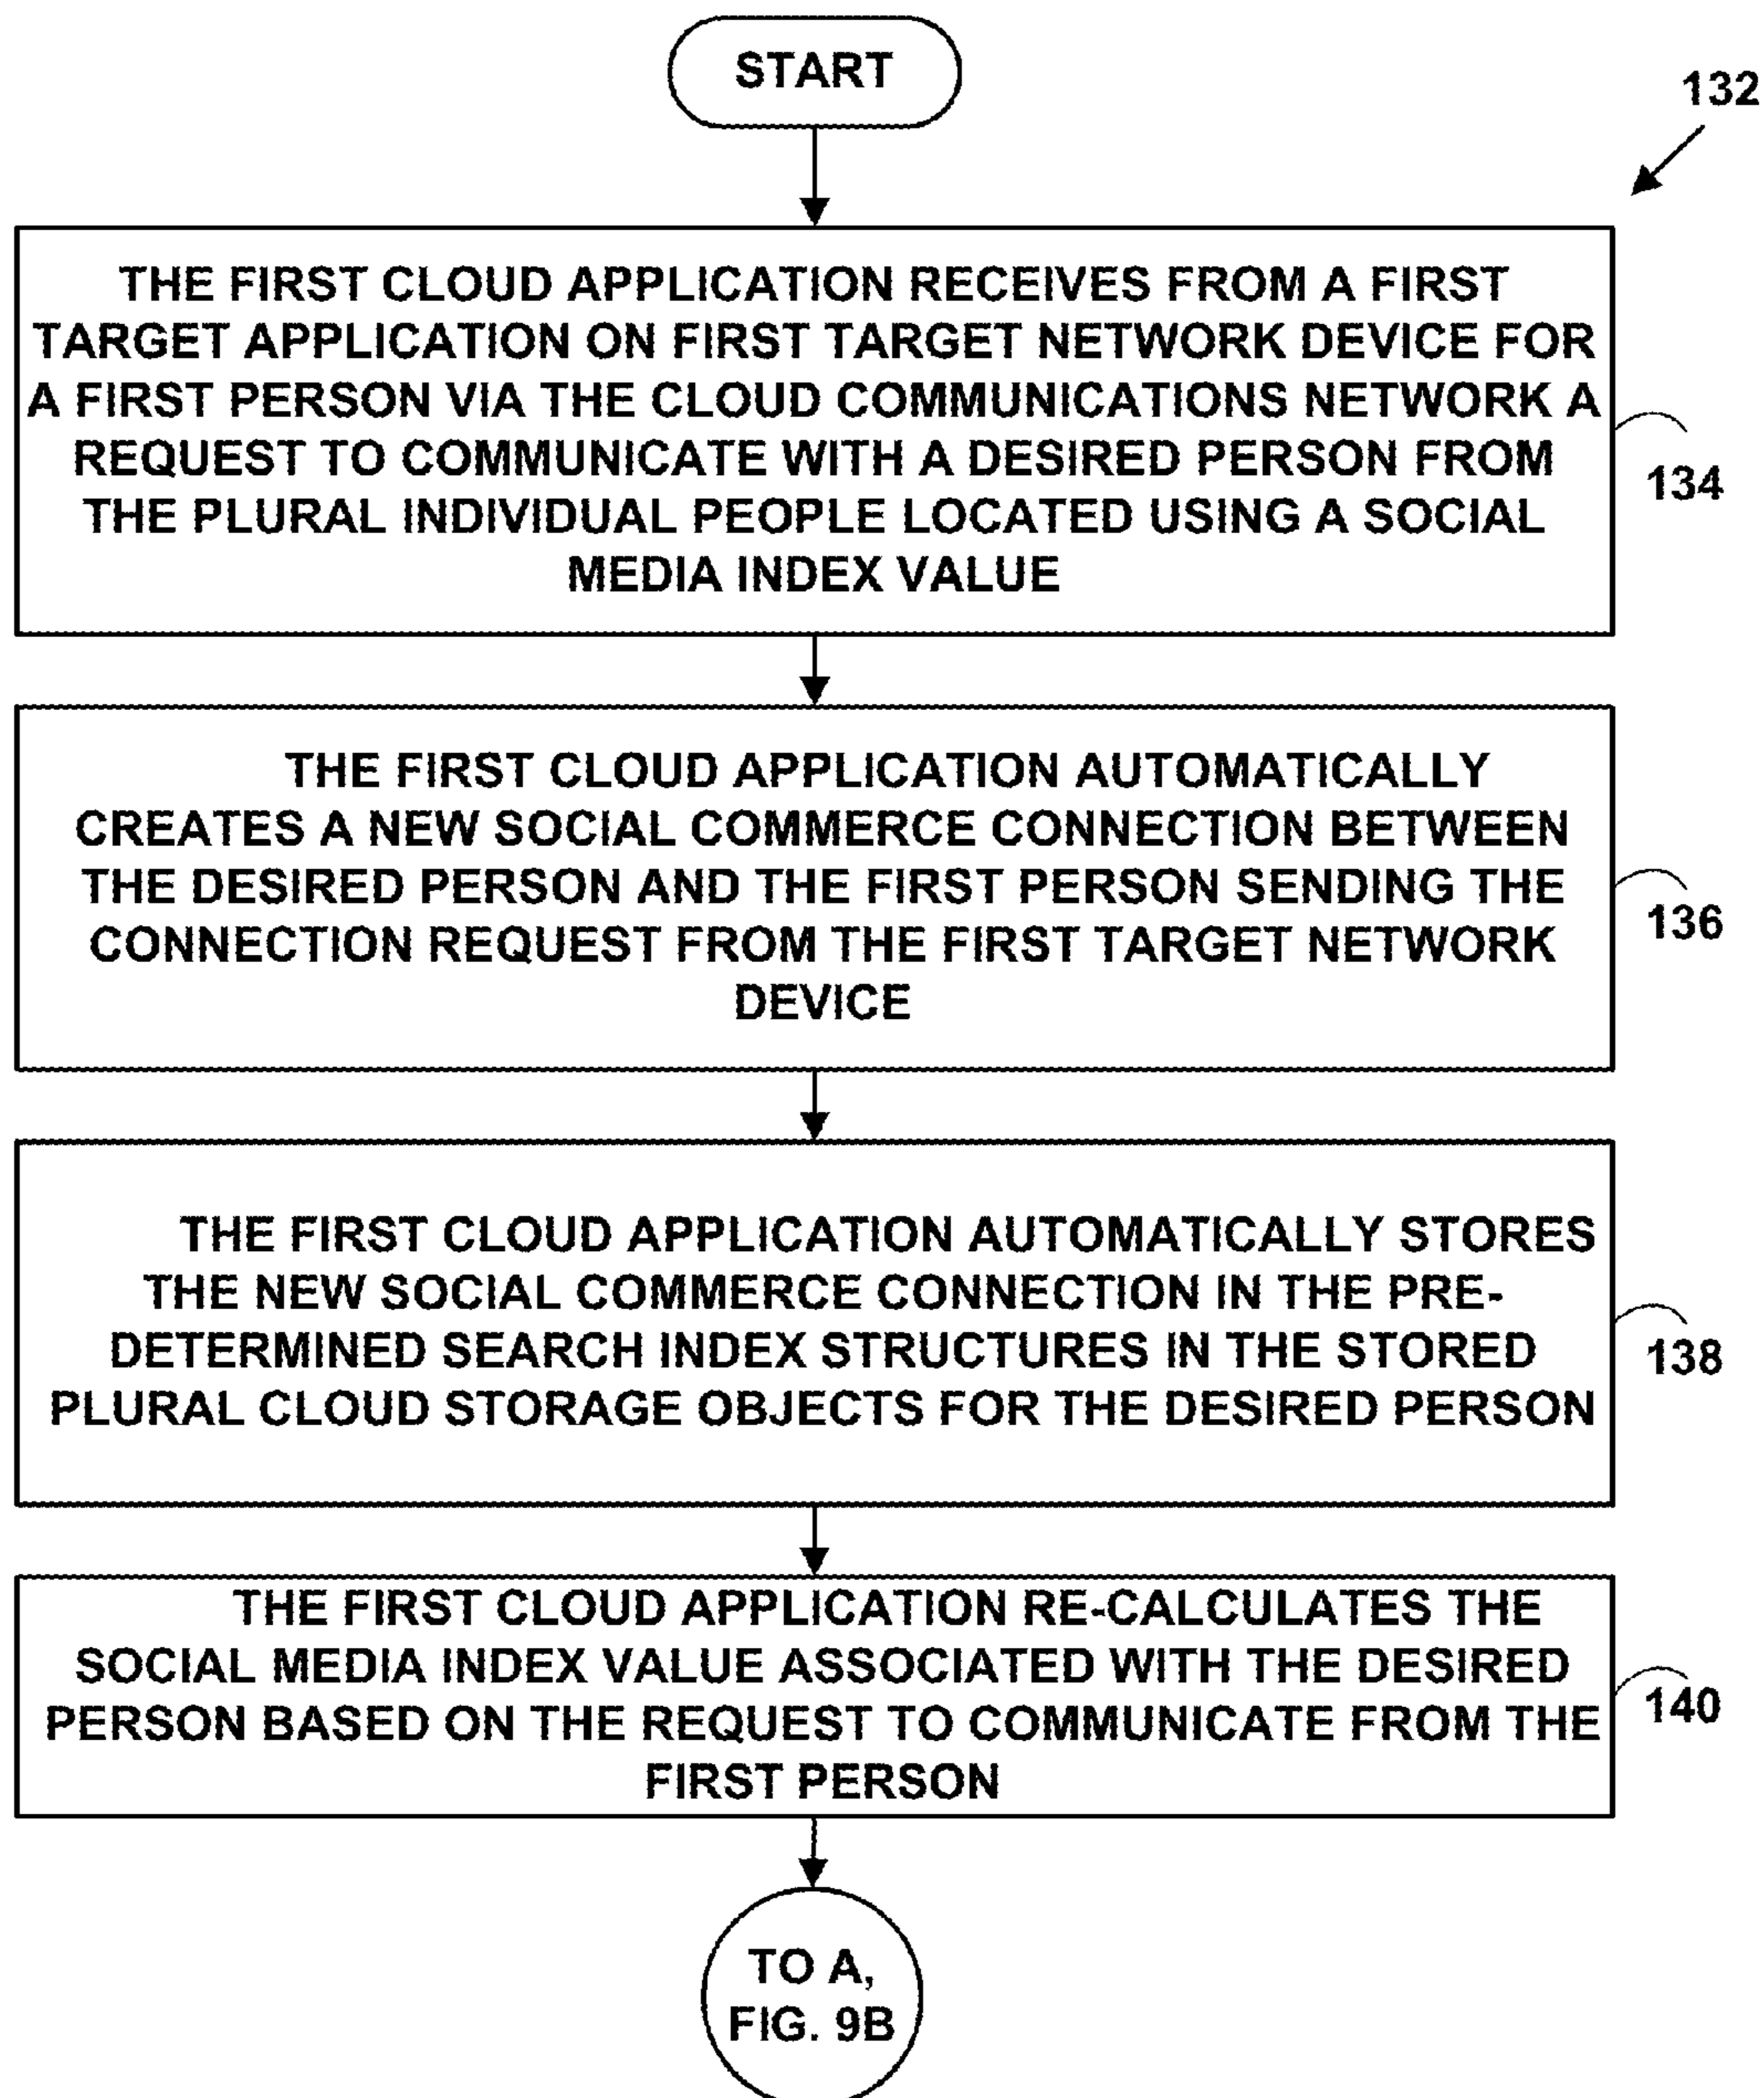 START
132
THE FIRST CLOUD APPLICATION RECEIVES FROM A FIRST
TARGET APPLICATION ON FIRST TARGET NETWORK DEVICE FOR
A FIRST PERSON VIA THE CLOUD COMMUNICATIONS NETWORK A
REQUEST TO COMMUNICATE WITH A DESIRED PERSON FROM
THE PLURAL INDIVIDUAL PEOPLE LOCATED USING A SOCIAL
MEDIA INDEX VALUE
134
THE FIRST CLOUD APPLICATION AUTOMATICALLY
CREATES A NEW SOCIAL COMMERCE CONNECTION BETWEEN
THE DESIRED PERSON AND THE FIRST PERSON SENDING THE
CONNECTION REQUEST FROM THE FIRST TARGET NETWORK
DEVICE
136
THE FIRST CLOUD APPLICATION AUTOMATICALLY STORES
THE NEW SOCIAL COMMERCE CONNECTION IN THE PRE-
DETERMINED SEARCH INDEX STRUCTURES IN THE STORED
PLURAL CLOUD STORAGE OBJECTS FOR THE DESIRED PERSON
138
THE FIRST CLOUD APPLICATION RE-CALCULATES THE
SOCIAL MEDIA INDEX VALUE ASSOCIATED WITH THE DESIRED
PERSON BASED ON THE REQUEST TO COMMUNICATE FROM THE
FIRST PERSON
140
TO A,
FIG. 9B